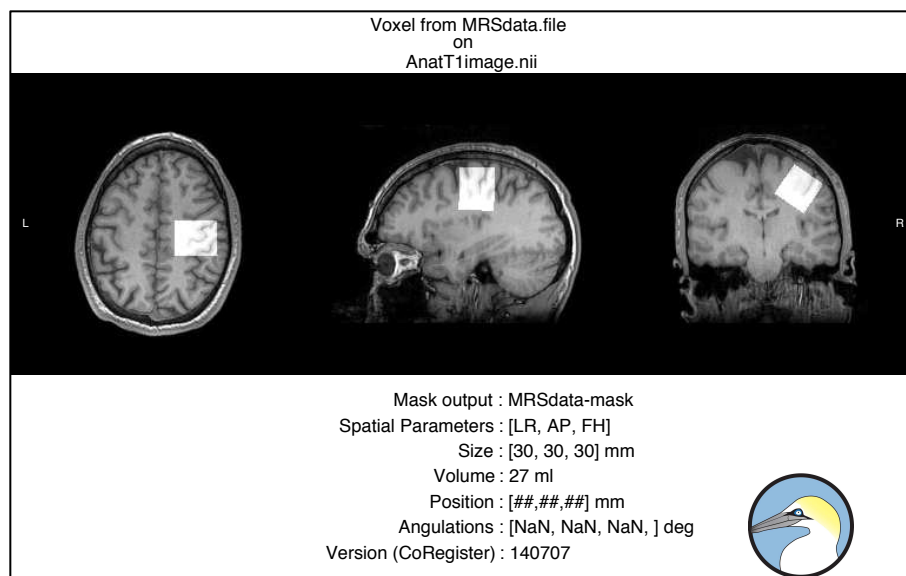 Voxel from MRSdata.file
on
AnatT1image.nii
L
R
Mask output : MRSdata-mask
Spatial Parameters : [LR, AP, FH]
Size : [30, 30, 30] mm
Volume : 27 ml
Position : [##,##,##] mm
Angulations : [NaN, NaN, NaN, ] deg
Version (CoRegister) : 140707